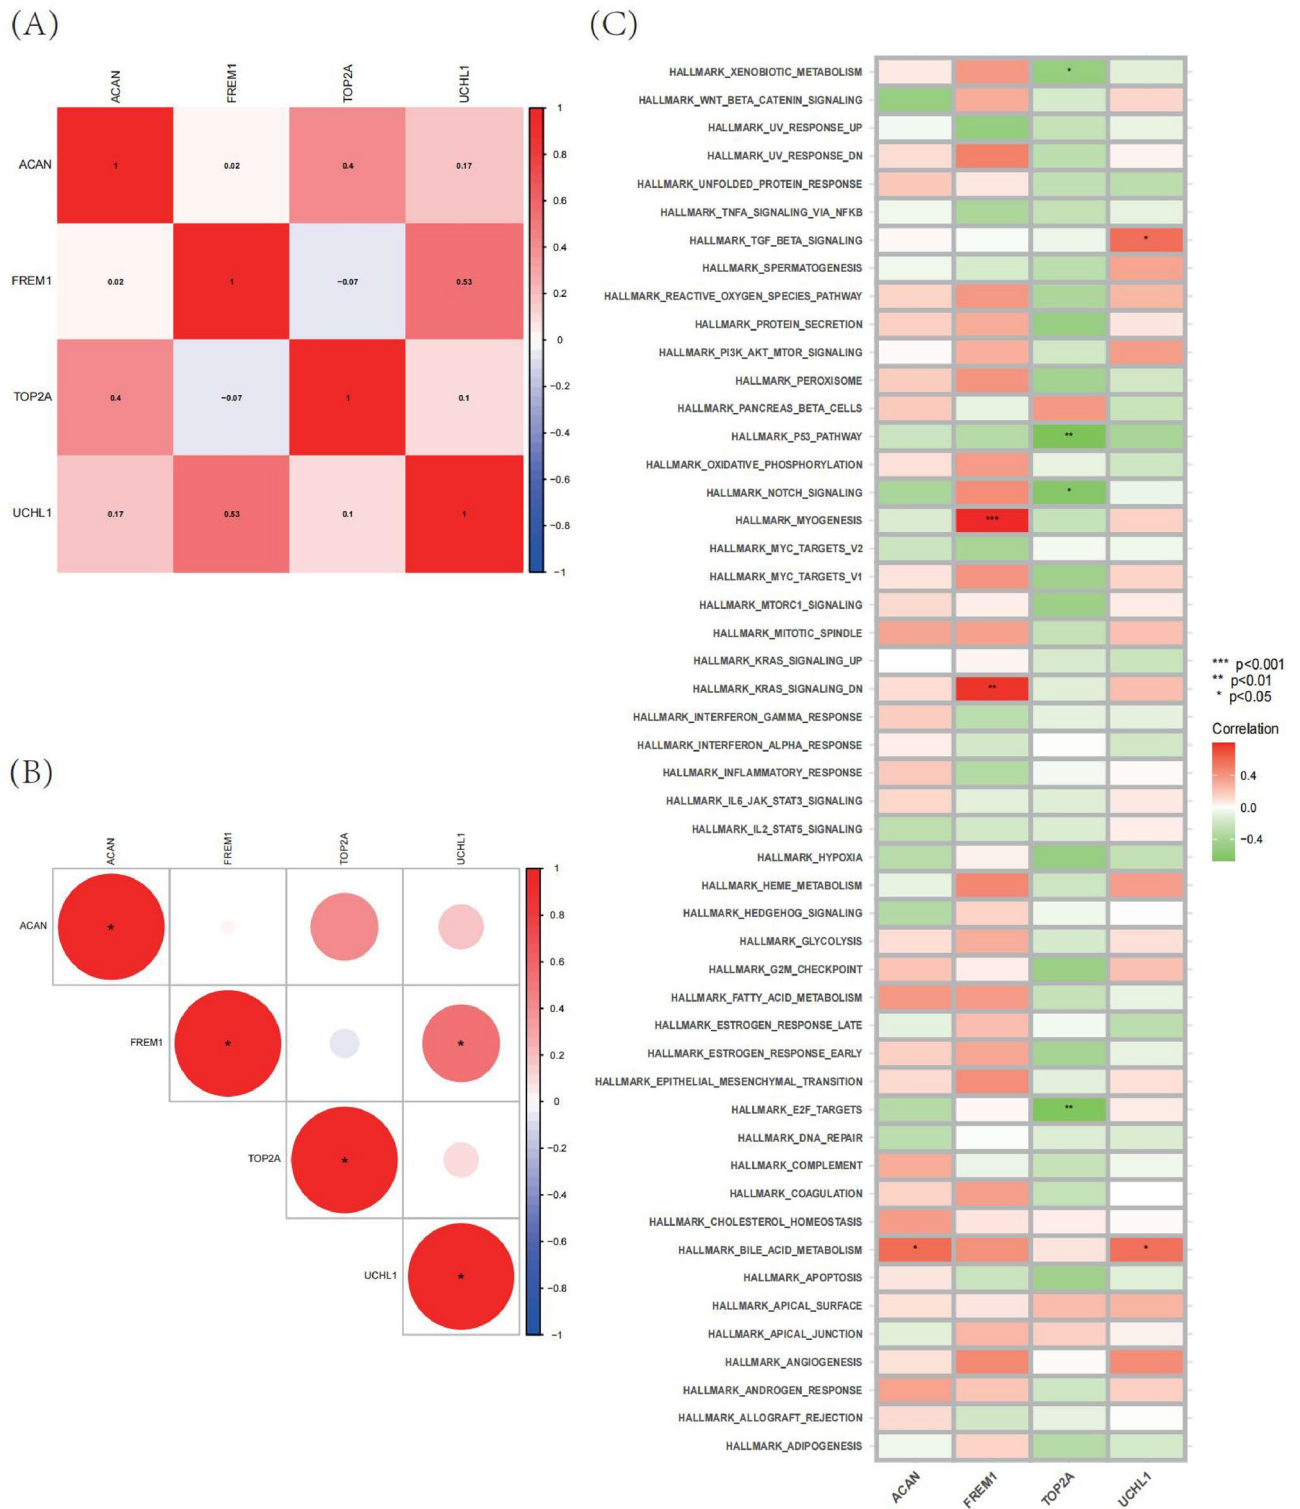 (A)
ACAN
FREM1
TOP2A
UCHL1
ACAN
1
0.02
0.4
0.17
FREM1
0.02
1
−0.07
0.53
TOP2A
0.4
−0.07
1
0.1
UCHL1
0.17
0.53
0.1
1
1
0.8
0.6
0.4
0.2
0
−0.2
−0.4
−0.6
−0.8
−1
(B)
ACAN
FREM1
TOP2A
UCHL1
ACAN
*
FREM1
*
*
TOP2A
*
UCHL1
*
1
0.8
0.6
0.4
0.2
0
−0.2
−0.4
−0.6
−0.8
−1
(C)
HALLMARK_XENOBIOTIC_METABOLISM
*
HALLMARK_WNT_BETA_CATENIN_SIGNALING
HALLMARK_UV_RESPONSE_UP
HALLMARK_UV_RESPONSE_DN
HALLMARK_UNFOLDED_PROTEIN_RESPONSE
HALLMARK_TNFA_SIGNALING_VIA_NFKB
HALLMARK_TGF_BETA_SIGNALING
*
HALLMARK_SPERMATOGENESIS
HALLMARK_REACTIVE_OXYGEN_SPECIES_PATHWAY
HALLMARK_PROTEIN_SECRETION
HALLMARK_PI3K_AKT_MTOR_SIGNALING
HALLMARK_PEROXISOME
HALLMARK_PANCREAS_BETA_CELLS
HALLMARK_P53_PATHWAY
**
HALLMARK_OXIDATIVE_PHOSPHORYLATION
HALLMARK_NOTCH_SIGNALING
*
HALLMARK_MYOGENESIS
***
HALLMARK_MYC_TARGETS_V2
HALLMARK_MYC_TARGETS_V1
HALLMARK_MTORC1_SIGNALING
HALLMARK_MITOTIC_SPINDLE
HALLMARK_KRAS_SIGNALING_UP
HALLMARK_KRAS_SIGNALING_DN
**
HALLMARK_INTERFERON_GAMMA_RESPONSE
HALLMARK_INTERFERON_ALPHA_RESPONSE
HALLMARK_INFLAMMATORY_RESPONSE
HALLMARK_IL6_JAK_STAT3_SIGNALING
HALLMARK_IL2_STAT5_SIGNALING
HALLMARK_HYPOXIA
HALLMARK_HEME_METABOLISM
HALLMARK_HEDGEHOG_SIGNALING
HALLMARK_GLYCOLYSIS
HALLMARK_G2M_CHECKPOINT
HALLMARK_FATTY_ACID_METABOLISM
HALLMARK_ESTROGEN_RESPONSE_LATE
HALLMARK_ESTROGEN_RESPONSE_EARLY
HALLMARK_EPITHELIAL_MESENCHYMAL_TRANSITION
HALLMARK_E2F_TARGETS
**
HALLMARK_DNA_REPAIR
HALLMARK_COMPLEMENT
HALLMARK_COAGULATION
HALLMARK_CHOLESTEROL_HOMEOSTASIS
HALLMARK_BILE_ACID_METABOLISM
*
*
HALLMARK_APOPTOSIS
HALLMARK_APICAL_SURFACE
HALLMARK_APICAL_JUNCTION
HALLMARK_ANGIOGENESIS
HALLMARK_ANDROGEN_RESPONSE
HALLMARK_ALLOGRAFT_REJECTION
HALLMARK_ADIPOGENESIS
ACAN
FREM1
TOP2A
UCHL1
*** p<0.001
** p<0.01
* p<0.05
Correlation
0.4
0.0
−0.4